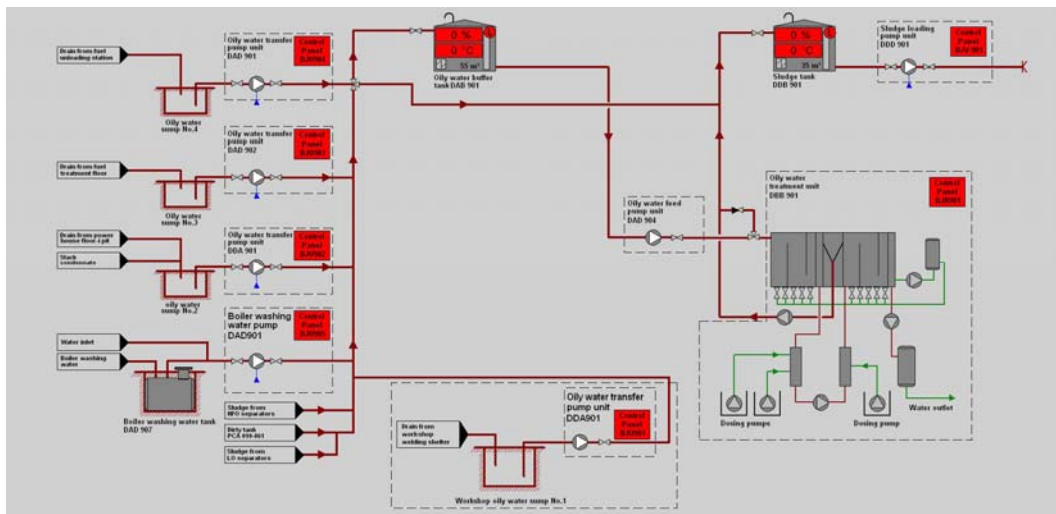 Drain from fuel
unloading station
Oily water
sump No.4
Oily water transfer
pump unit
DAD 901
Control
Panel
0 %
0 °C
55 m³
Oily water buffer
tank DAB 901
0 %
0 °C
35 m³
Sludge tank
DDB 901
Sludge loading
pump unit
DDD 901
Control
Panel
Drain from fuel
treatment floor
Oily water
sump No.3
Oily water transfer
pump unit
DAD 902
Control
Panel
Drain from power
house floor+pit
Stack
condensate
oily water
sump No.2
Oily water transfer
pump unit
DBA 901
Control
Panel
Oily water feed
pump unit
DAD 904
Oily water
treatment unit
DBB 901
Control
Panel
Water inlet
Boiler washing
water
Boiler washing water tank
DAD 907
Boiler washing
water pump
DAD901
Control
Panel
Sludge from
HFO separators
Dirty tank
Sludge from
LO separators
Drain from
workshop
welding shelter
Oily water transfer
pump unit
DDA901
Control
Panel
Workshop oily water sump No.1
Dosing pumps
Dosing pump
Water outlet